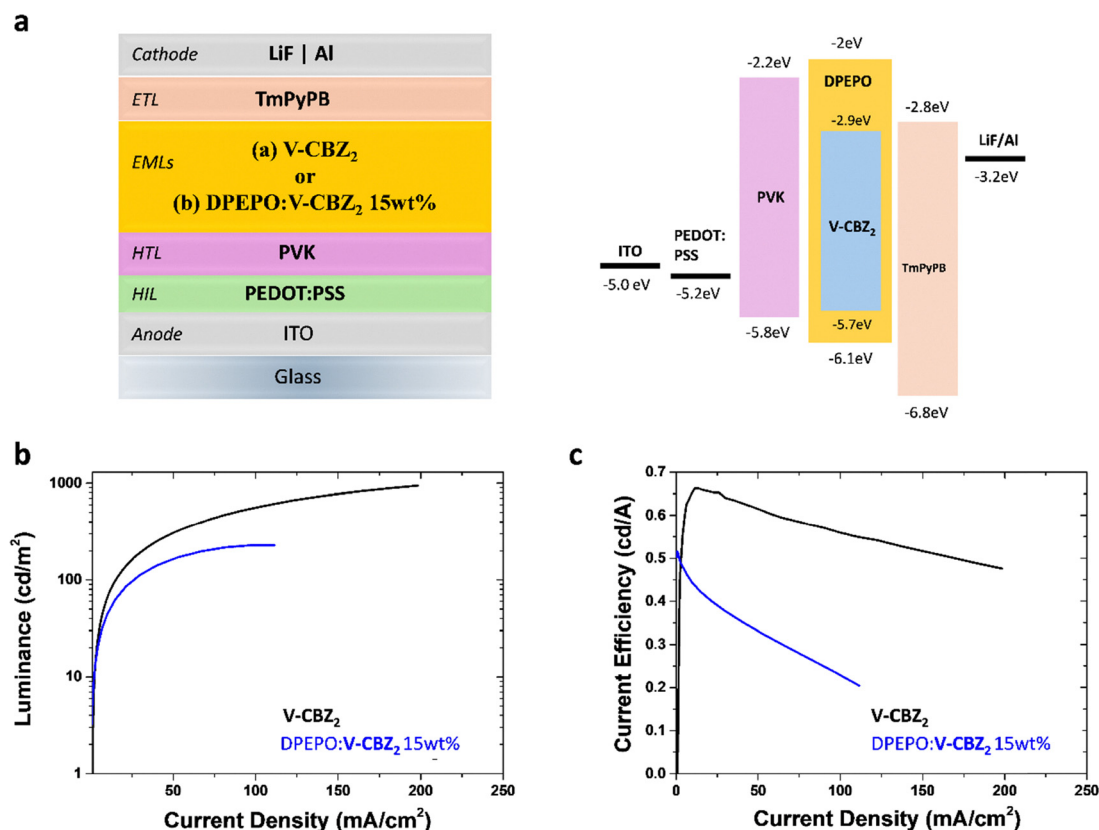 a
Cathode LiF | Al
ETL TmPyPB
EMLs (a) V-CBZ₂
or
(b) DPEPO:V-CBZ₂ 15wt%
HTL PVK
HIL PEDOT:PSS
Anode ITO
Glass
-2eV
-2.2eV
DPEPO
-2.9eV
-2.8eV
LiF/Al
-3.2eV
PVK
V-CBZ₂
TmPyPB
ITO
-5.0 eV
PEDOT:
PSS
-5.2eV
-5.8eV
-5.7eV
-6.1eV
-6.8eV
b
Luminance (cd/m²)
1000
100
10
1
V-CBZ₂
DPEPO:V-CBZ₂ 15wt%
50 100 150 200 250
Current Density (mA/cm²)
c
Current Efficiency (cd/A)
0.7
0.6
0.5
0.4
0.3
0.2
0.1
0.0
V-CBZ₂
DPEPO:V-CBZ₂ 15wt%
0 50 100 150 200 250
Current Density (mA/cm²)